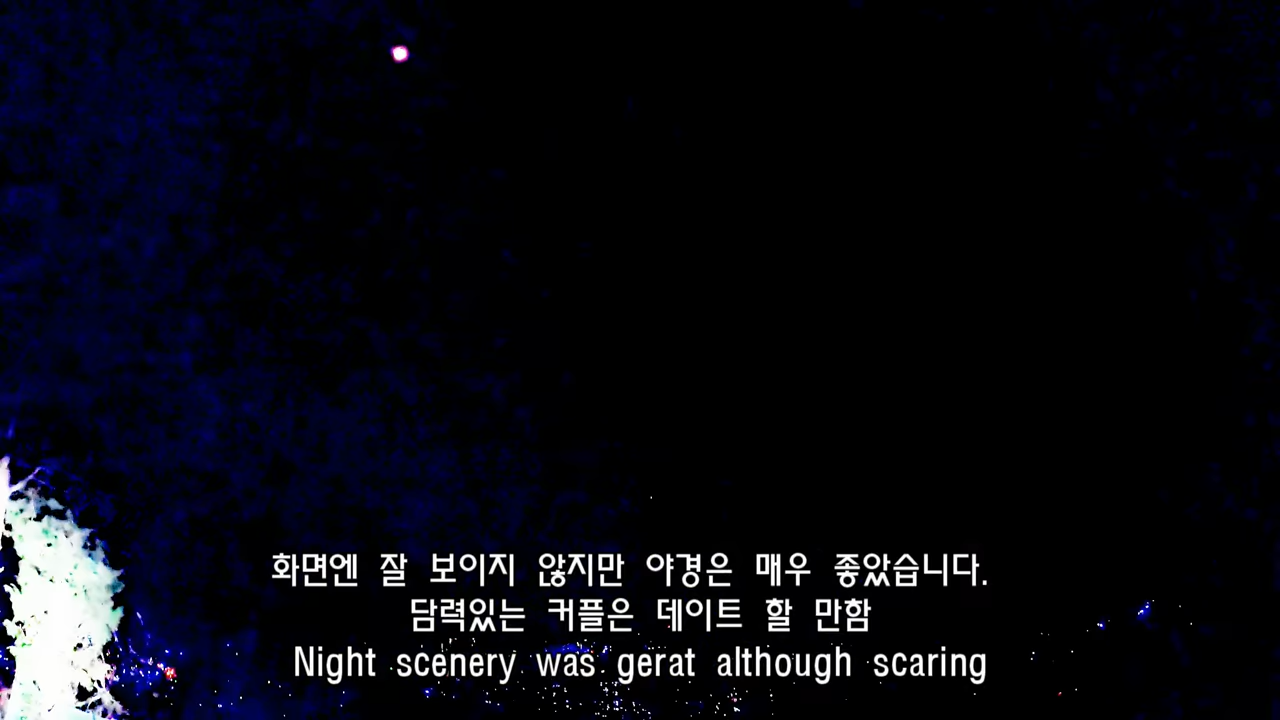 화면엔 잘 보이지 않지만 야경은 매우 좋았습니다.
담력있는 커플은 데이트 할 만함
Night scenery was gerat although scaring